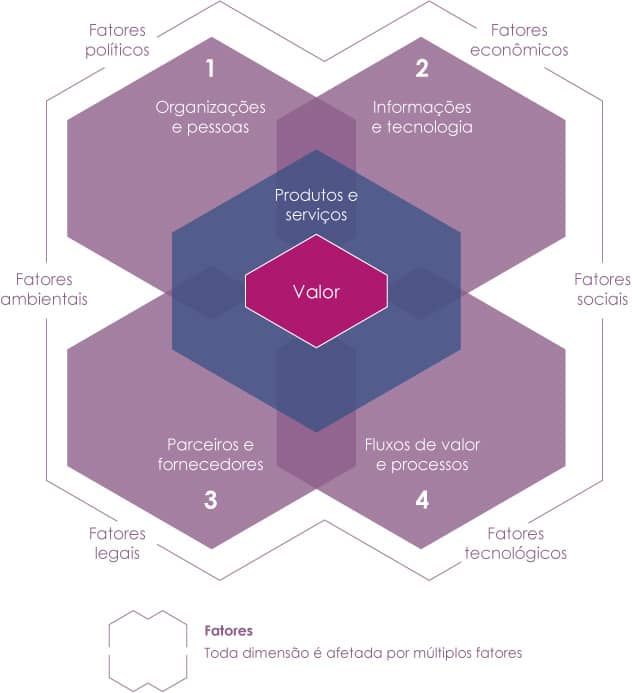 Fatores
políticos
Fatores
econômicos
1
Organizações
e pessoas
2
Informações
e tecnologia
Produtos e
serviços
Valor
Fatores
ambientais
Fatores
sociais
Parceiros e
fornecedores
3
Fluxos de valor
e processos
4
Fatores
legais
Fatores
tecnológicos
Fatores
Toda dimensão é afetada por múltiplos fatores